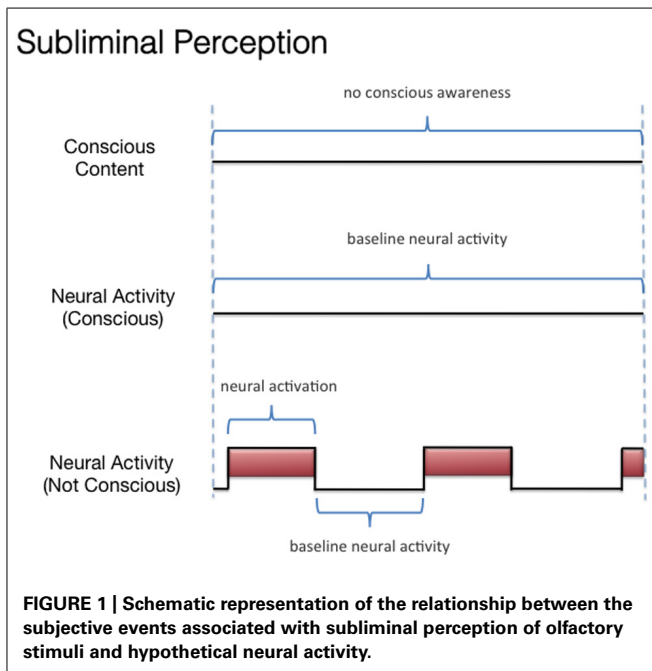 Subliminal Perception
no conscious awareness
Conscious
Content
baseline neural activity
Neural Activity
(Conscious)
neural activation
Neural Activity
(Not Conscious)
baseline neural activity
FIGURE 1 | Schematic representation of the relationship between the
subjective events associated with subliminal perception of olfactory
stimuli and hypothetical neural activity.